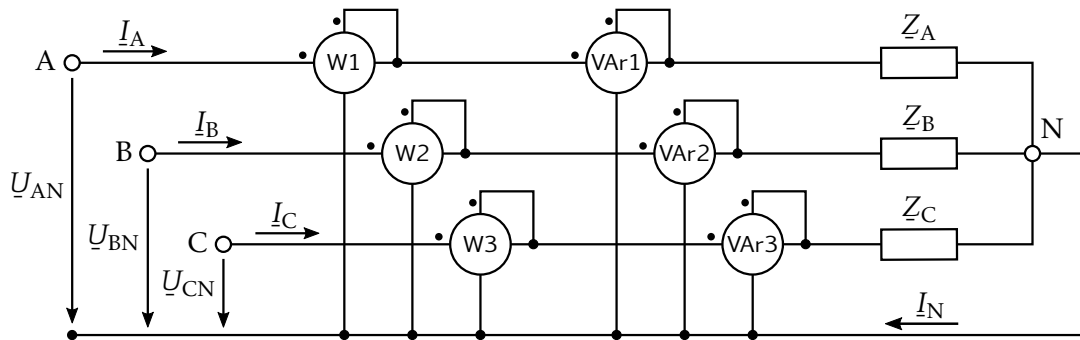 I_A
Z_A
A
W1
VAr1
I_B
Z_B
N
B
W2
VAr2
U_AN
I_C
Z_C
U_BN
C
W3
VAr3
U_CN
I_N